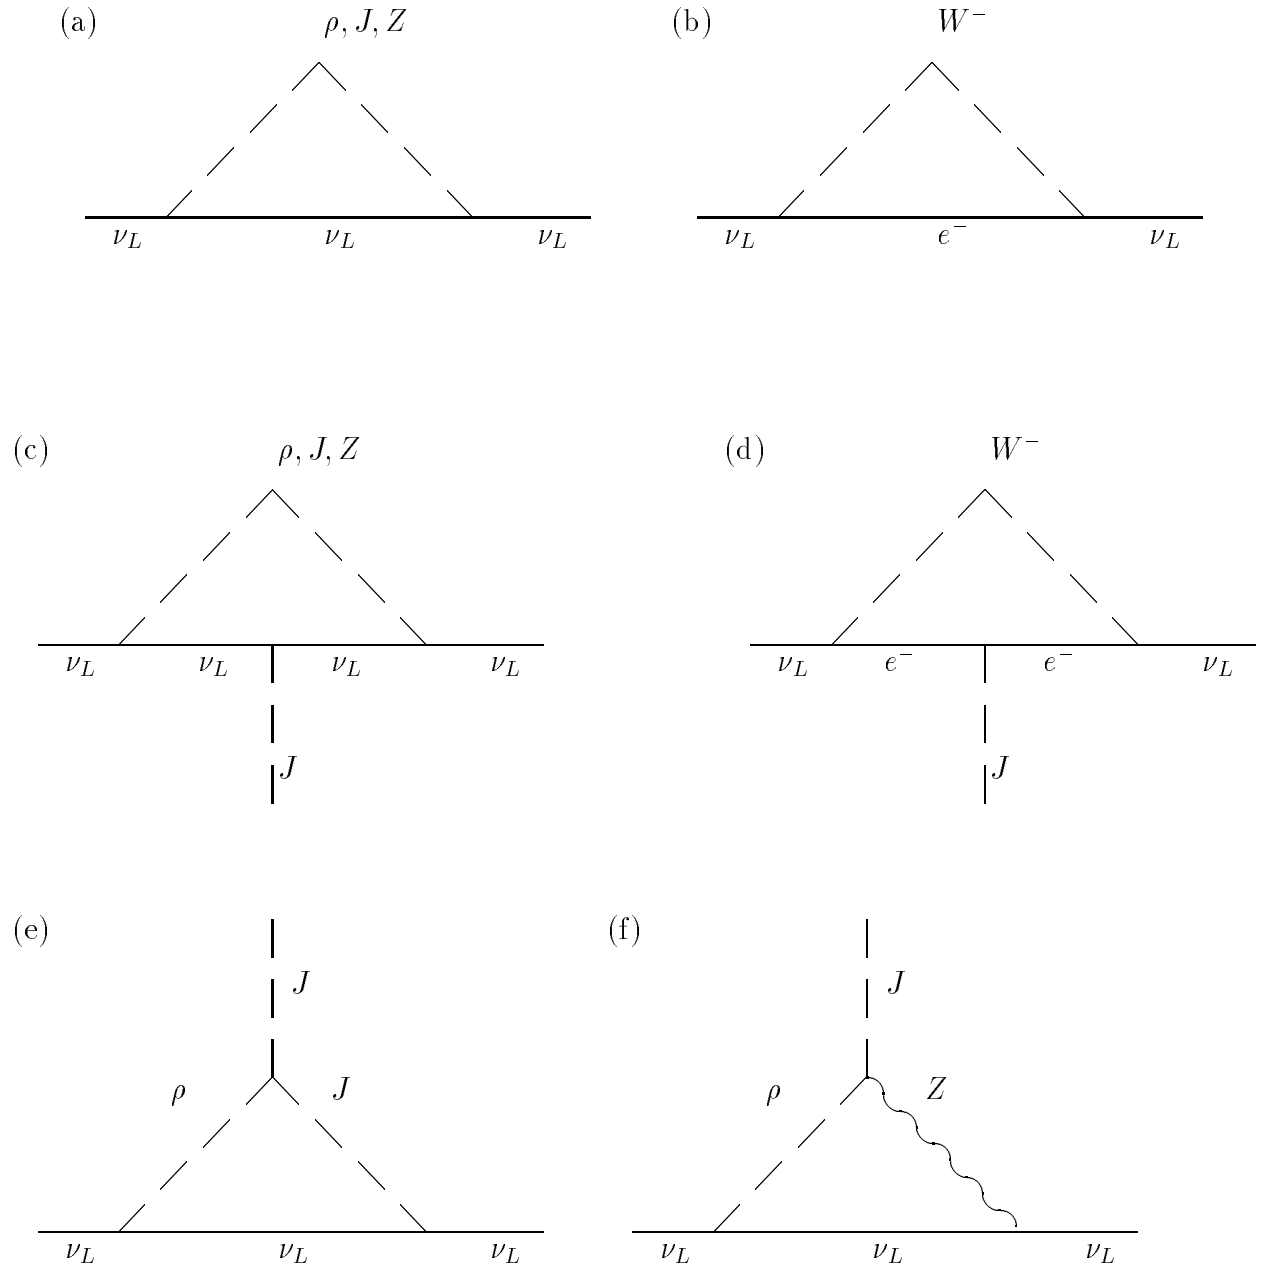 (a) ρ, J, Z (b) W⁻
ν_L ν_L ν_L ν_L e⁻ ν_L
(c) ρ, J, Z (d) W⁻
ν_L ν_L ν_L ν_L ν_L e⁻ e⁻ ν_L
J J
(e) (f)
J J
ρ J ρ Z
ν_L ν_L ν_L ν_L ν_L ν_L